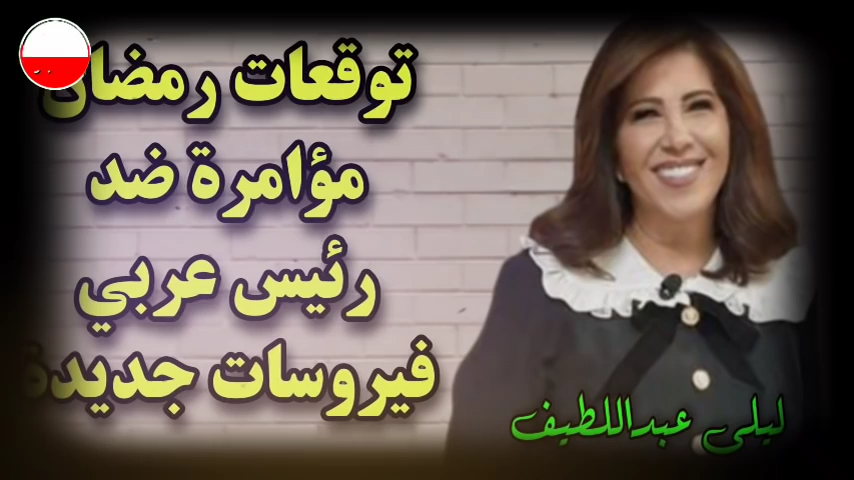 توقعات رمضان
مؤامرة ضد
رئيس عربي
فيروسات جديدة
ليلى عبداللطيف